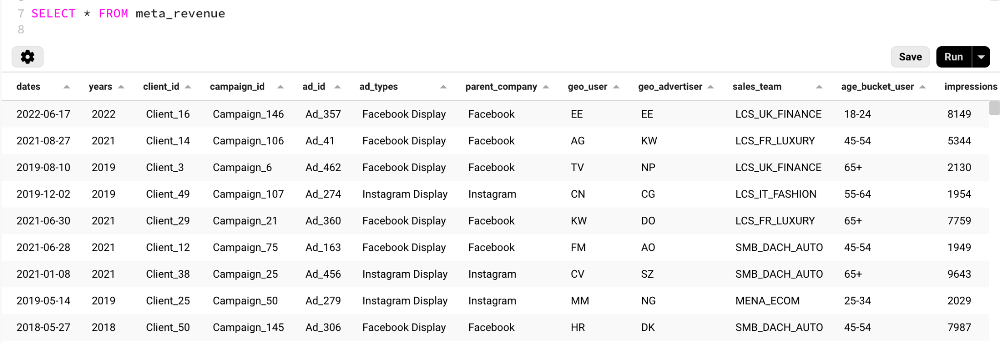 7 SELECT * FROM meta_revenue
8
Save Run
dates years client_id campaign_id ad_id ad_types parent_company geo_user geo_advertiser sales_team age_bucket_user impressions
2022-06-17 2022 Client_16 Campaign_146 Ad_357 Facebook Display Facebook EE EE LCS_UK_FINANCE 18-24 8149
2021-08-27 2021 Client_14 Campaign_106 Ad_41 Facebook Display Facebook AG KW LCS_FR_LUXURY 45-54 5344
2019-08-10 2019 Client_3 Campaign_6 Ad_462 Facebook Display Facebook TV NP LCS_UK_FINANCE 65+ 2130
2019-12-02 2019 Client_49 Campaign_107 Ad_274 Instagram Display Instagram CN CG LCS_IT_FASHION 55-64 1954
2021-06-30 2021 Client_29 Campaign_21 Ad_360 Facebook Display Facebook KW DO LCS_FR_LUXURY 65+ 7759
2021-06-28 2021 Client_12 Campaign_75 Ad_163 Facebook Display Facebook FM AO SMB_DACH_AUTO 45-54 1949
2021-01-08 2021 Client_38 Campaign_25 Ad_456 Instagram Display Instagram CV SZ SMB_DACH_AUTO 65+ 9643
2019-05-14 2019 Client_25 Campaign_50 Ad_279 Instagram Display Instagram MM NG MENA_ECOM 25-34 2029
2018-05-27 2018 Client_50 Campaign_145 Ad_306 Facebook Display Facebook HR DK SMB_DACH_AUTO 45-54 7987